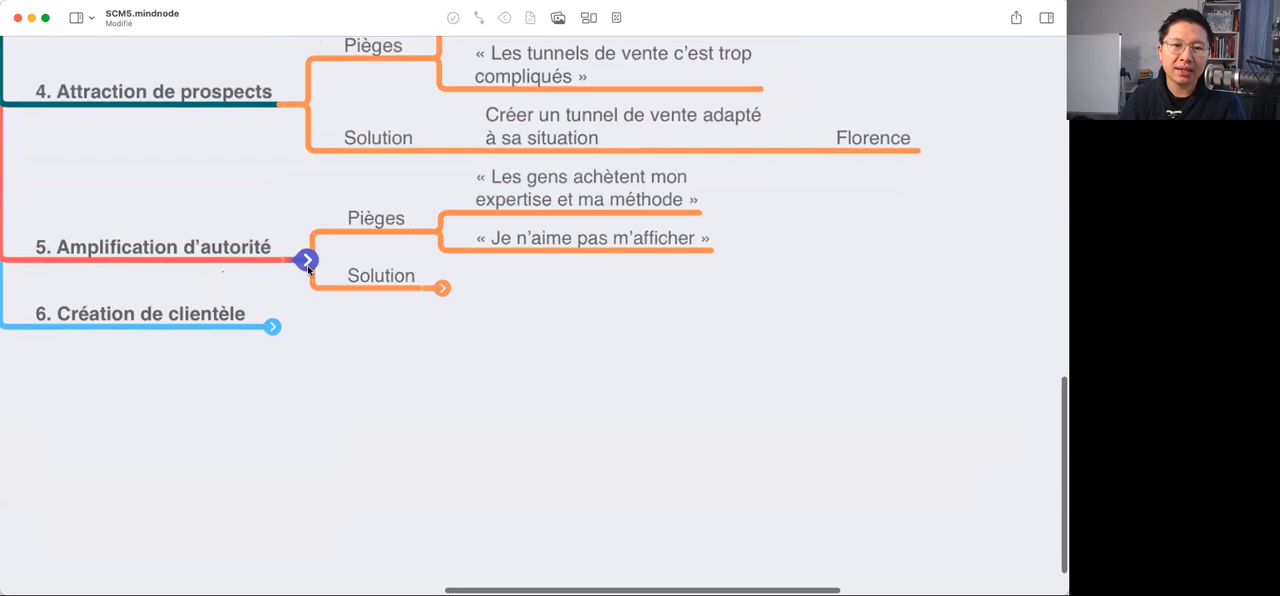 SCM5.mindnode
Modifié
Pièges
« Les tunnels de vente c’est trop
compliqués »
4. Attraction de prospects
Solution
Créer un tunnel de vente adapté
à sa situation
Florence
« Les gens achètent mon
expertise et ma méthode »
Pièges
« Je n’aime pas m’afficher »
5. Amplification d’autorité
Solution
6. Création de clientèle